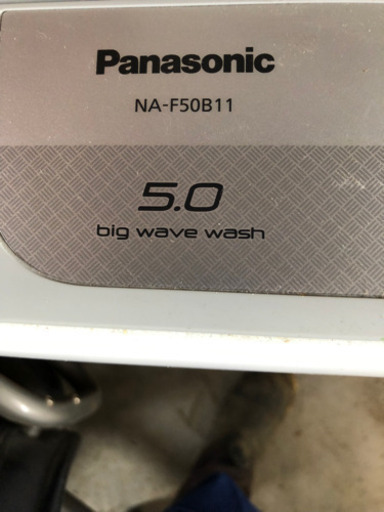 Panasonic
NA-F50B11
5.0
big wave wash